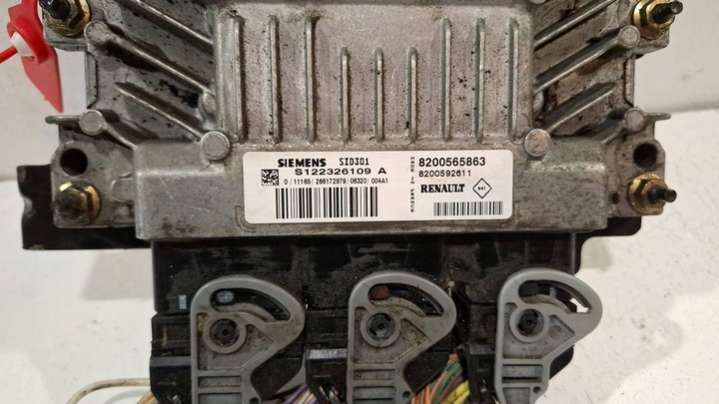 SIEMENS SID301
S122326109 A
0/11165/266172979/06320/004A1
8200565863
8200592611
RENAULT